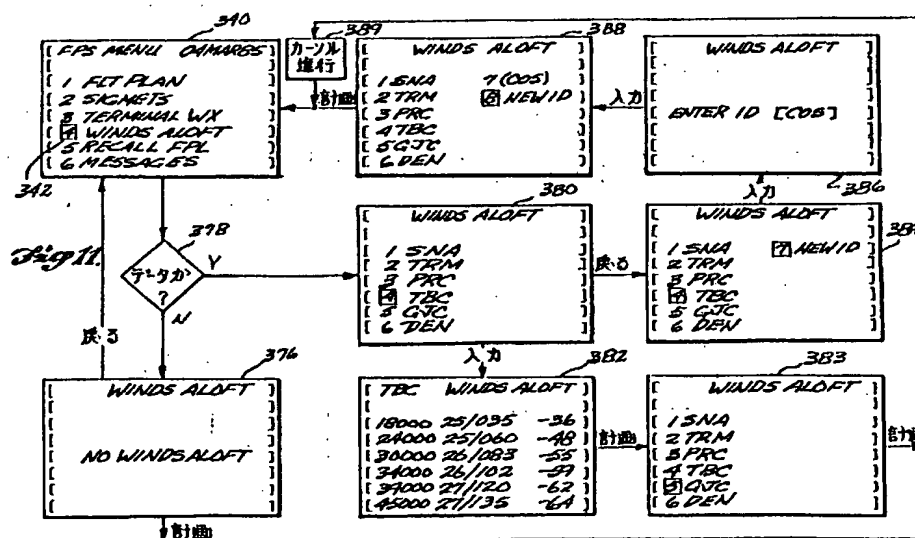 340
FPS MENU 04MAR85
1 FLT PLAN
2 SIGMETS
3 TERMINAL WX
4 WINDS ALOFT
5 RECALL FPL
6 MESSAGES
342
389
カーソル
進行
計画
388
WINDS ALOFT
1 SNA 7 (COS)
2 TRM 8 NEW ID
3 PRC
4 TBC
5 GJC
6 DEN
入力
WINDS ALOFT
ENTER ID [COS]
386
入力
Fig 11.
378
データか
?
Y
N
戻る
380
WINDS ALOFT
1 SNA
2 TRM
3 PRC
4 TBC
5 GJC
6 DEN
戻る
WINDS ALOFT
1 SNA 7 NEW ID
2 TRM
3 PRC
4 TBC
5 GJC
6 DEN
入力
376
WINDS ALOFT
NO WINDS ALOFT
計画
382
TBC WINDS ALOFT
18000 25/035 -36
24000 25/060 -48
30000 26/083 -55
34000 26/102 -59
39000 27/120 -62
45000 27/135 -64
計画
383
WINDS ALOFT
1 SNA
2 TRM
3 PRC
4 TBC
5 GJC
6 DEN
計画